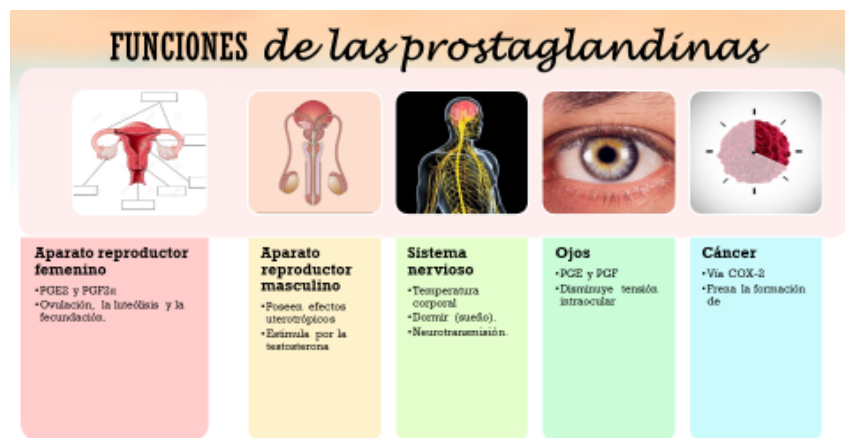 FUNCIONES de las prostaglandinas
Aparato reproductor
femenino
•PGE2 y PGF2α
•Ovulación, la luteólisis y la
fecundación.
Aparato
reproductor
masculino
•Poseen efectos
uterotrópicos
•Estimula por la
testosterona
Sistema
nervioso
•Temperatura
corporal
•Dormir (sueño).
•Neurotransmisión.
Ojos
•PGE y PGF
•Disminuye tensión
intraocular
Cáncer
•Vía COX-2
•Frena la formación
de